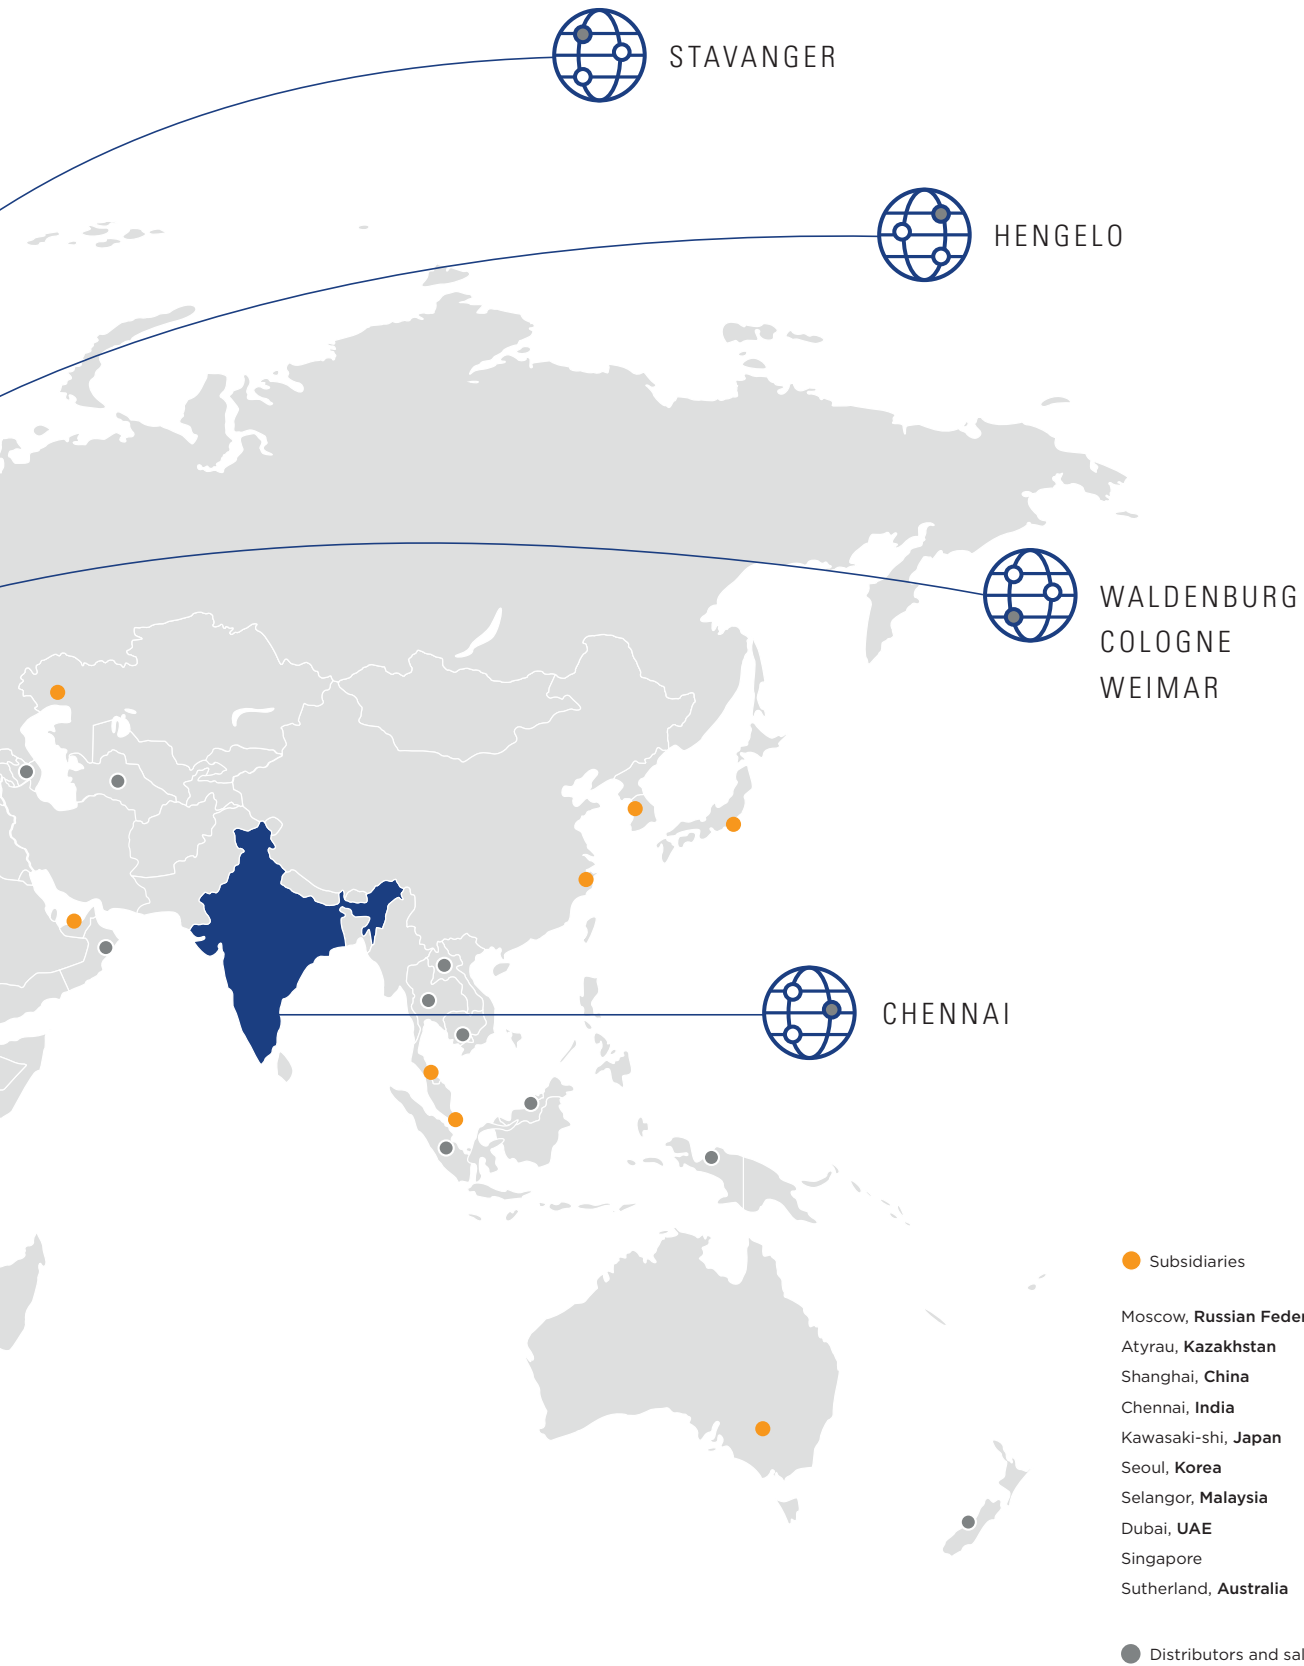 STAVANGER
HENGELO
WALDENBURG
COLOGNE
WEIMAR
CHENNAI
Subsidiaries
Moscow, Russian
Atyrau, Kazakhstan
Shanghai, China
Chennai, India
Kawasaki-shi, Japan
Seoul, Korea
Selangor, Malaysia
Dubai, UAE
Singapore
Sutherland, Australia
Distributors and